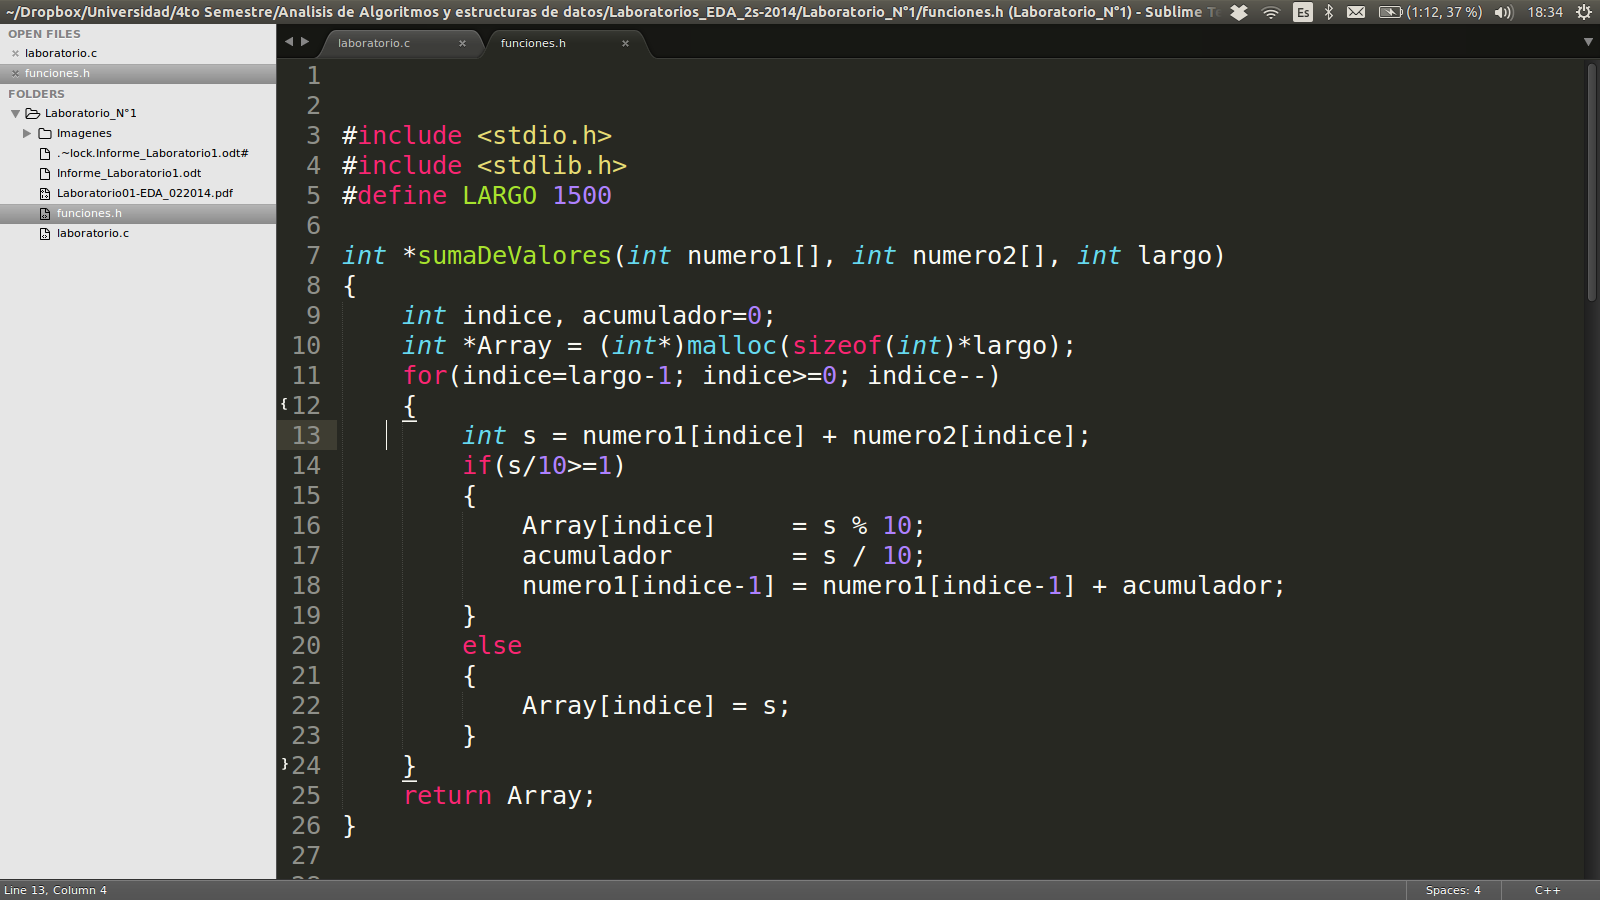 ~/Dropbox/Universidad/4to Semestre/Analisis de Algoritmos y estructuras de datos/Laboratorios_EDA_2s-2014/Laboratorio_N°1/funciones.h (Laboratorio_N°1) - Sublime Te Es (1:12, 37 %) 18:34
OPEN FILES
laboratorio.c
funciones.h
FOLDERS
Laboratorio_N°1
Imagenes
.~lock.Informe_Laboratorio1.odt#
Informe_Laboratorio1.odt
Laboratorio01-EDA_022014.pdf
funciones.h
laboratorio.c
laboratorio.c × funciones.h ×
1
2
3 #include <stdio.h>
4 #include <stdlib.h>
5 #define LARGO 1500
6
7 int *sumaDeValores(int numero1[], int numero2[], int largo)
8 {
9 int indice, acumulador=0;
10 int *Array = (int*)malloc(sizeof(int)*largo);
11 for(indice=largo-1; indice>=0; indice--)
{ 12 {
13 int s = numero1[indice] + numero2[indice];
14 if(s/10>=1)
15 {
16 Array[indice] = s % 10;
17 acumulador = s / 10;
18 numero1[indice-1] = numero1[indice-1] + acumulador;
19 }
20 else
21 {
22 Array[indice] = s;
23 }
} 24 }
25 return Array;
26 }
27
28
Line 13, Column 4 Spaces: 4 C++